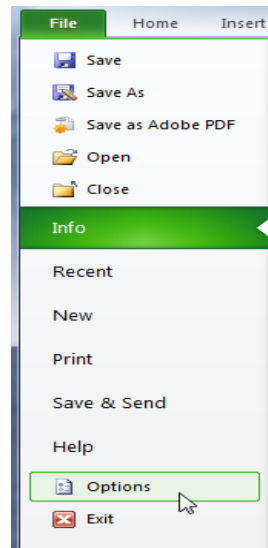 File Home Insert
Save
Save As
Save as Adobe PDF
Open
Close
Info
Recent
New
Print
Save & Send
Help
Options
Exit